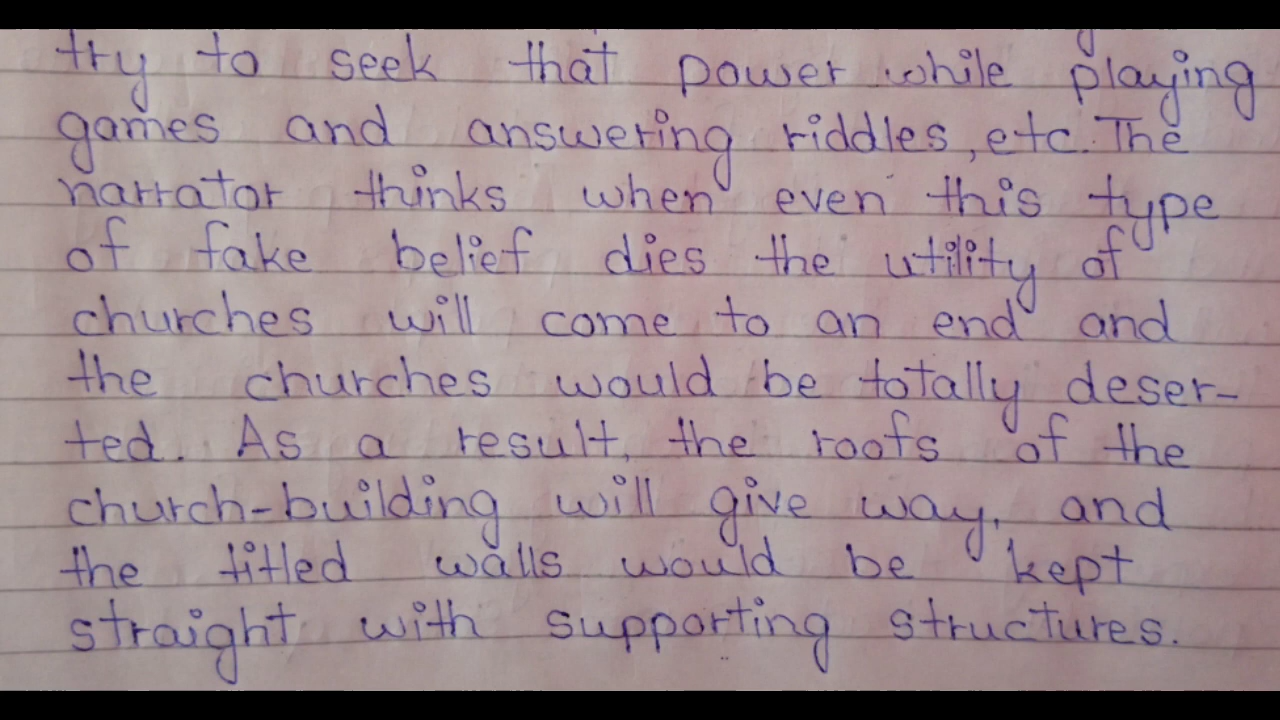 try to seek that power while playing
games and answering riddles, etc. The
narrator thinks when even this type
of fake belief dies the utility of
churches will come to an end and
the churches would be totally deser-
ted. As a result, the roofs of the
church-building will give way, and
the titled walls would be kept
straight with supporting structures.